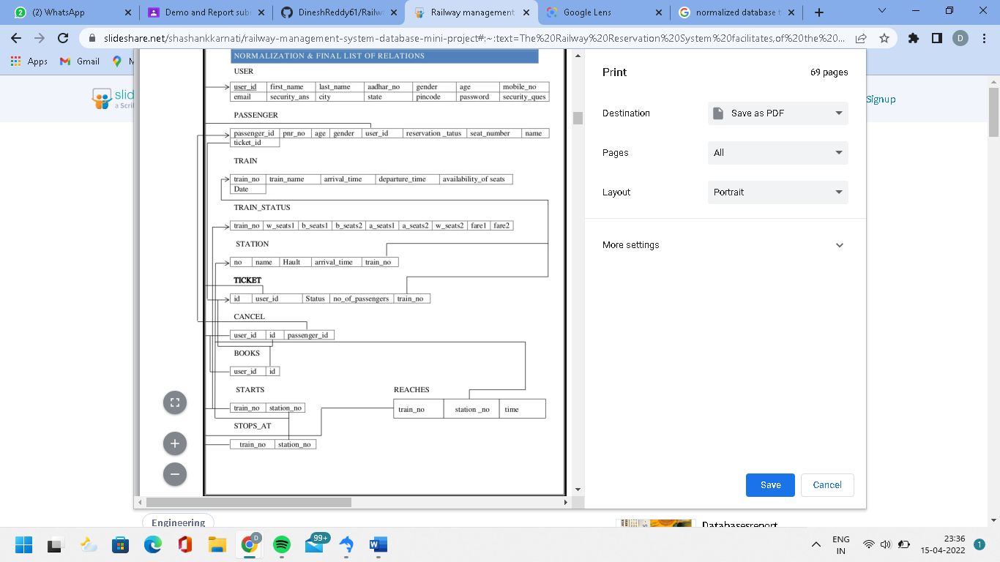 (2) WhatsApp
Demo and Report sub
DineshRajavel61/Railw
Railway management
Google Lens
normalized database t
slideshare.net/shashankkarnati/railway-management-system-database-mini-project#:~:text=The%20Railway%20Reservation%20System%20facilitates,of%20the%20...
D
Apps
Gmail
M
slid
a Scri
Signup
NORMALIZATION & FINAL LIST OF RELATIONS
USER
user_id first_name last_name aadhar_no gender age mobile_no
email security_ans city state pincode password security_ques
PASSENGER
passenger_id pnr_no age gender user_id reservation _tatus seat_number name
ticket_id
TRAIN
train_no train_name arrival_time departure_time availability_of seats
Date
TRAIN_STATUS
train_no w_seats1 b_seats1 b_seats2 a_seats1 a_seats2 w_seats2 fare1 fare2
STATION
no name Hault arrival_time train_no
TICKET
id user_id Status no_of_passengers train_no
CANCEL
user_id id passenger_id
BOOKS
user_id id
STARTS
train_no station_no
REACHES
train_no station _no time
STOPS_AT
train_no station_no
Print
69 pages
Destination
Save as PDF
Pages
All
Layout
Portrait
More settings
Save
Cancel
Engineering
Databasesreport
D
99+
ENG
IN
23:36
15-04-2022
1